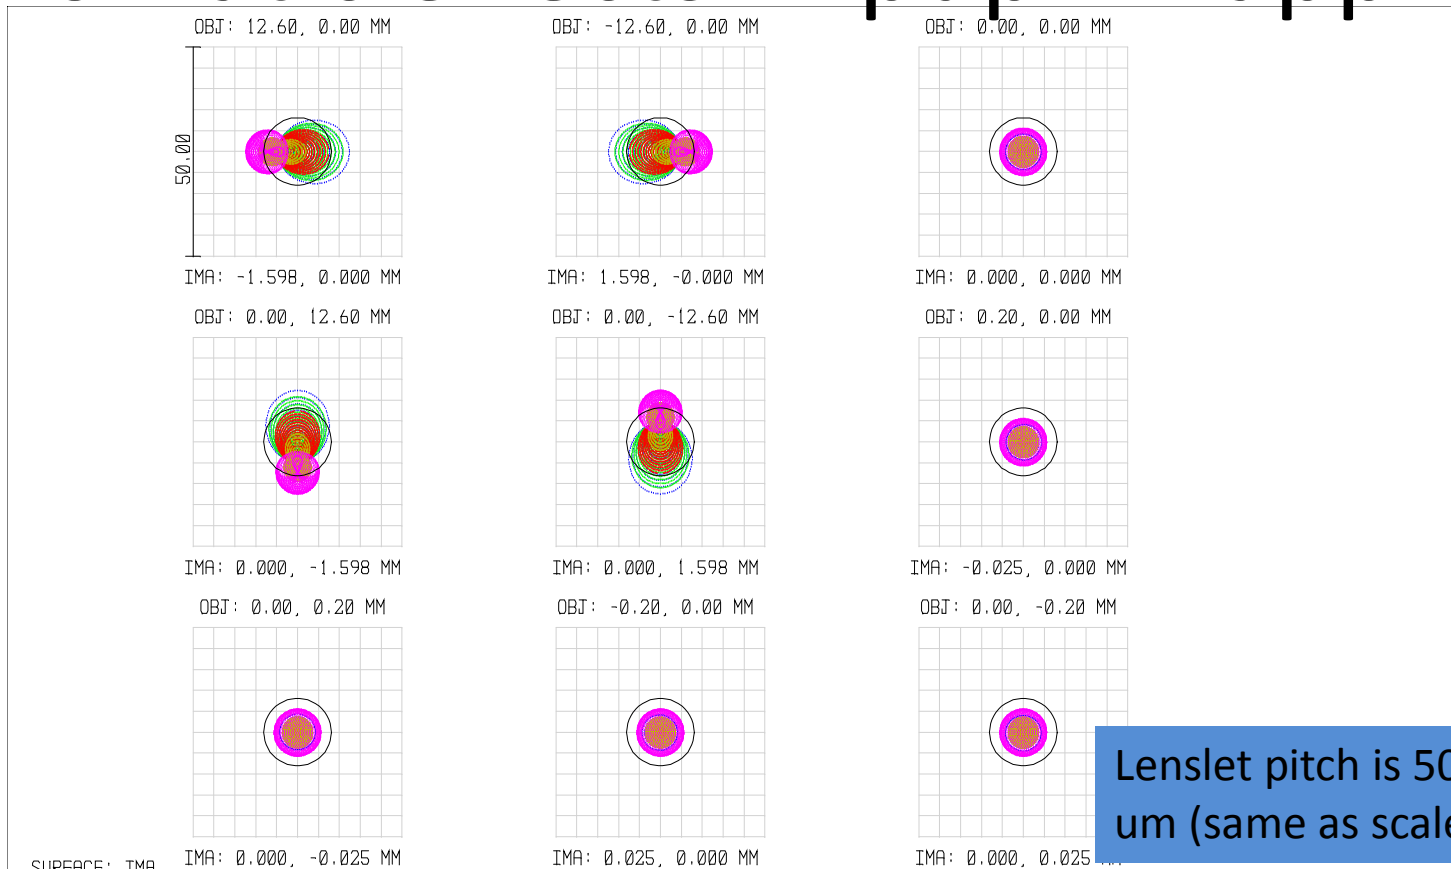 OBJ: 12.60, 0.00 MM
OBJ: -12.60, 0.00 MM
OBJ: 0.00, 0.00 MM
50.00
IMA: -1.598, 0.000 MM
IMA: 1.598, -0.000 MM
IMA: 0.000, 0.000 MM
OBJ: 0.00, 12.60 MM
OBJ: 0.00, -12.60 MM
OBJ: 0.20, 0.00 MM
IMA: 0.000, -1.598 MM
IMA: 0.000, 1.598 MM
IMA: -0.025, 0.000 MM
OBJ: 0.00, 0.20 MM
OBJ: -0.20, 0.00 MM
OBJ: 0.00, -0.20 MM
Lenslet pitch is 50
um (same as scale
IMA: 0.000, -0.025 MM
IMA: 0.025, 0.000 MM
IMA: 0.000, 0.025
SURFACE: IMA